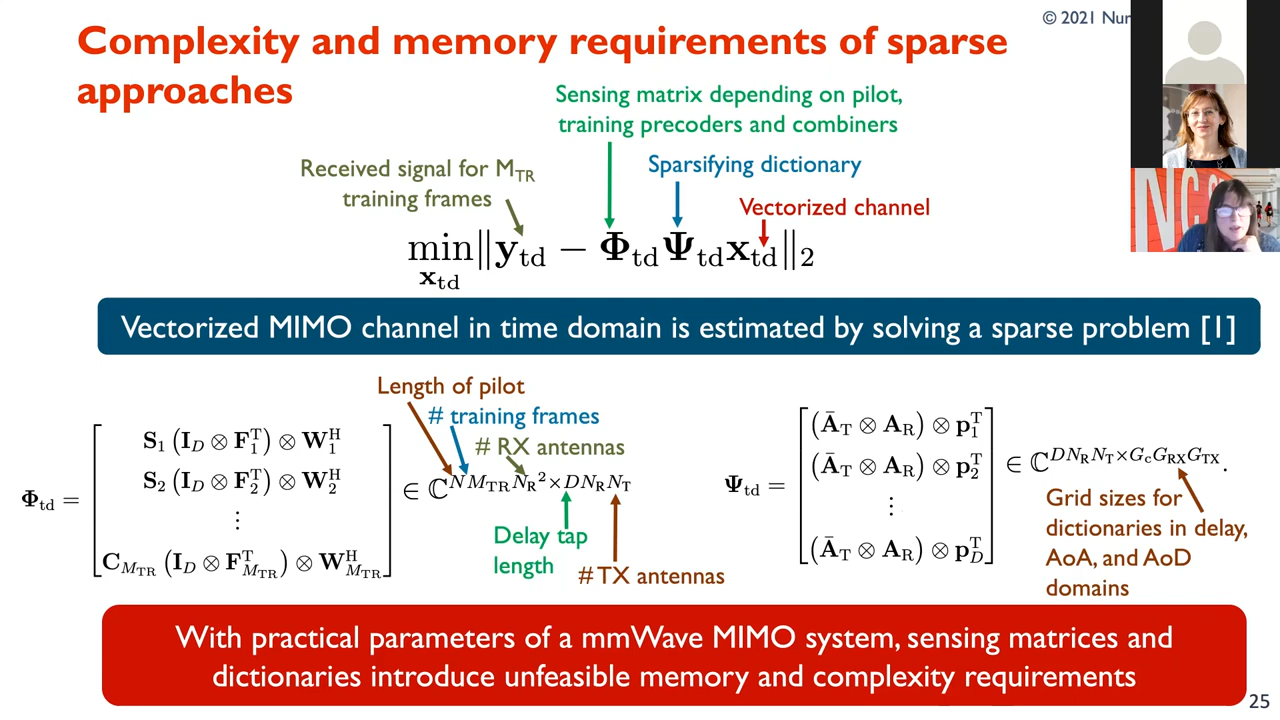 © 2021 Nur
Complexity and memory requirements of sparse
approaches
Sensing matrix depending on pilot,
training precoders and combiners
Received signal for M_TR
training frames
Sparsifying dictionary
Vectorized channel
min_{x_td} ‖y_td − Φ_td Ψ_td x_td‖_2
Vectorized MIMO channel in time domain is estimated by solving a sparse problem [1]
Length of pilot
# training frames
# RX antennas
Φ_td = [ S_1 (I_D ⊗ F_1^T) ⊗ W_1^H
S_2 (I_D ⊗ F_2^T) ⊗ W_2^H
⋮
C_{M_TR} (I_D ⊗ F_{M_TR}^T) ⊗ W_{M_TR}^H ] ∈ ℂ^{N M_TR N_R^2 × D N_R N_T}
Delay tap
length
# TX antennas
Ψ_td = [ (Ā_T ⊗ A_R) ⊗ p_1^T
(Ā_T ⊗ A_R) ⊗ p_2^T
⋮
(Ā_T ⊗ A_R) ⊗ p_D^T ] ∈ ℂ^{D N_R N_T × G_c G_RX G_TX}.
Grid sizes for
dictionaries in delay,
AoA, and AoD
domains
With practical parameters of a mmWave MIMO system, sensing matrices and
dictionaries introduce unfeasible memory and complexity requirements
25